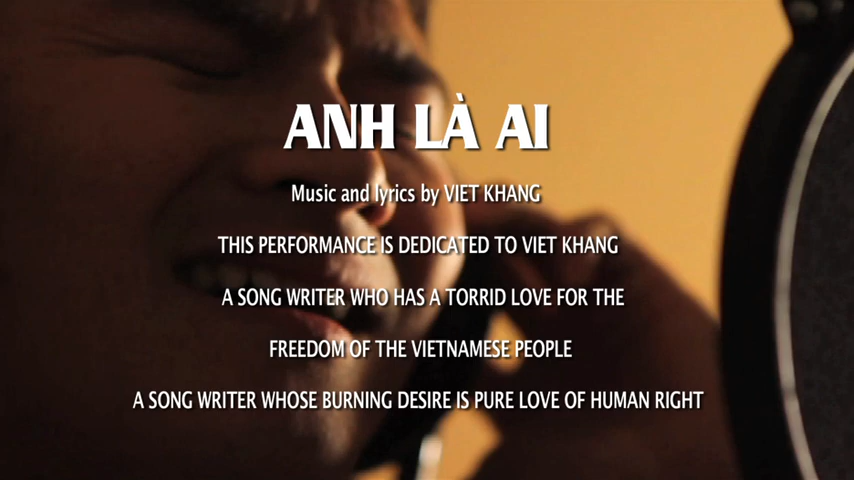 ANH LÀ AI
Music and lyrics by VIET KHANG
THIS PERFORMANCE IS DEDICATED TO VIET KHANG
A SONG WRITER WHO HAS A TORRID LOVE FOR THE
FREEDOM OF THE VIETNAMESE PEOPLE
A SONG WRITER WHOSE BURNING DESIRE IS PURE LOVE OF HUMAN RIGHT